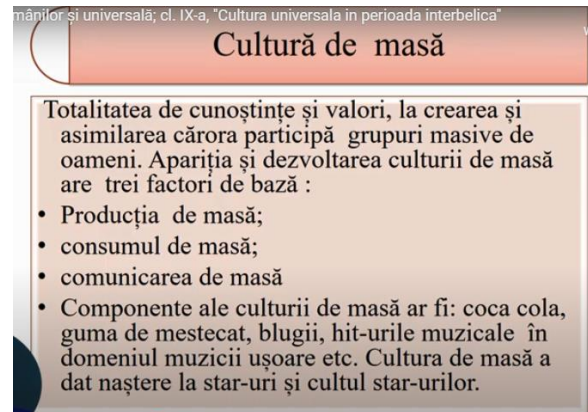 mânilor și universală; cl. IX-a, "Cultura universala in perioada interbelica"
Cultură de masă
Totalitatea de cunoștințe și valori, la crearea și
asimilarea cărora participă grupuri masive de
oameni. Apariția și dezvoltarea culturii de masă
are trei factori de bază :
• Producția de masă;
• consumul de masă;
• comunicarea de masă
• Componente ale culturii de masă ar fi: coca cola,
guma de mestecat, blugii, hit-urile muzicale în
domeniul muzicii ușoare etc. Cultura de masă a
dat naștere la star-uri și cultul star-urilor.